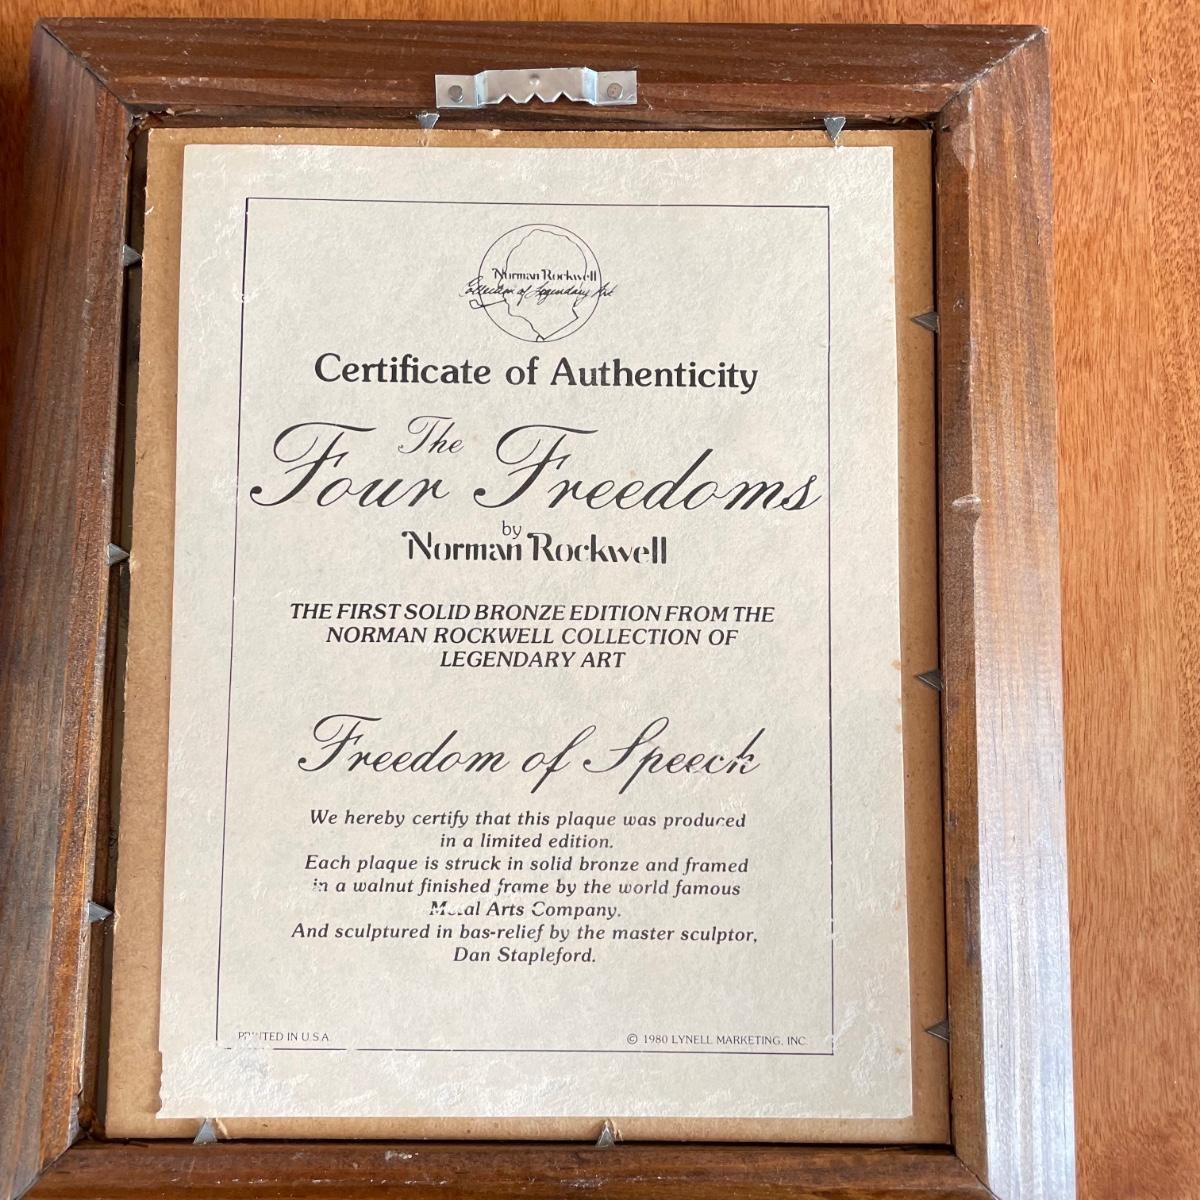 Norman Rockwell
Collection of Legendary Art
Certificate of Authenticity
The
Four Freedoms
by
Norman Rockwell
THE FIRST SOLID BRONZE EDITION FROM THE
NORMAN ROCKWELL COLLECTION OF
LEGENDARY ART
Freedom of Speech
We hereby certify that this plaque was produced
in a limited edition.
Each plaque is struck in solid bronze and framed
in a walnut finished frame by the world famous
Metal Arts Company.
And sculptured in bas-relief by the master sculptor,
Dan Stapleford.
PRINTED IN U.S.A.
© 1980 LYNELL MARKETING, INC.